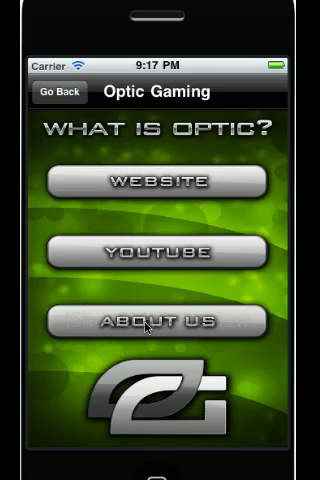 Carrier 9:17 PM
Go Back Optic Gaming
WHAT IS OPTIC?
WEBSITE
YOUTUBE
ABOUT US